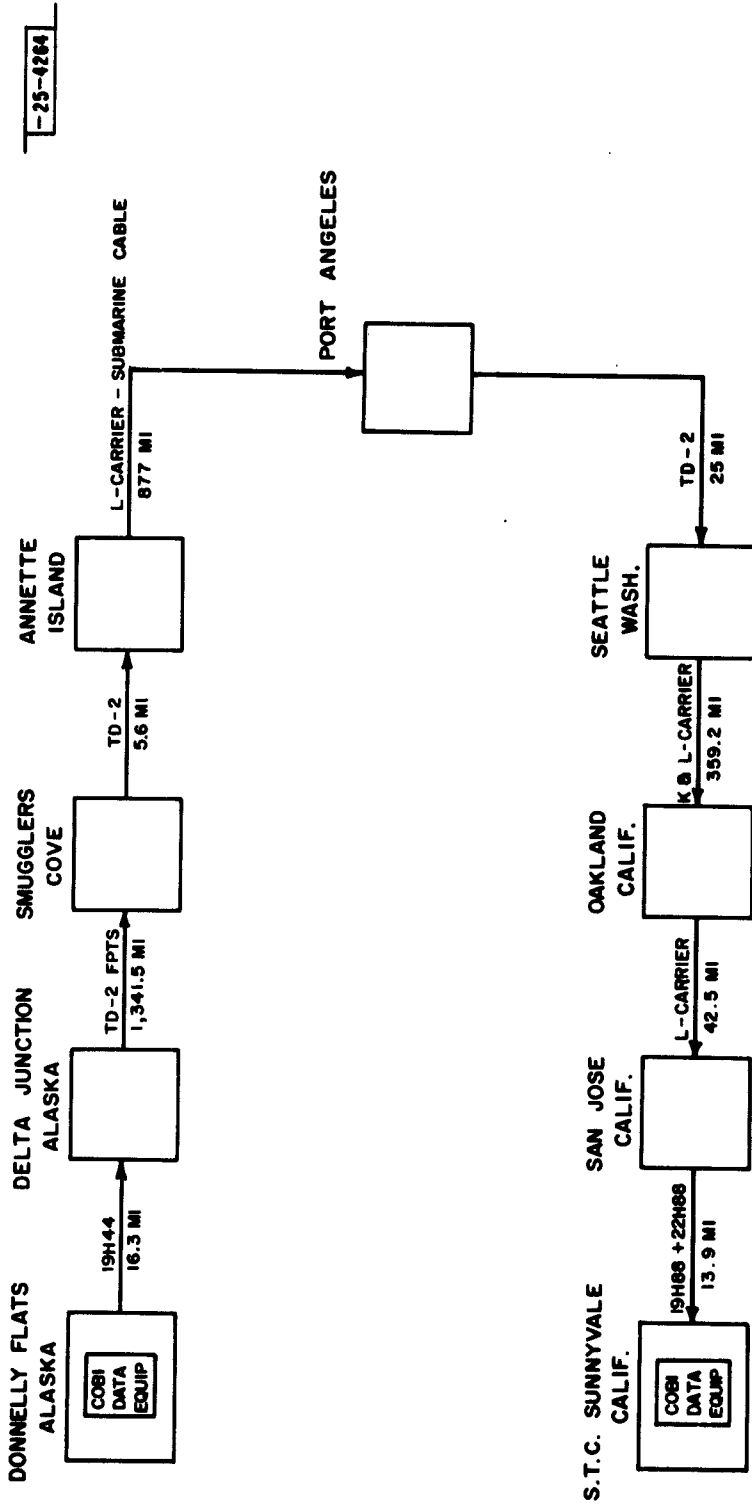 -25-4264
DONNELLY FLATS
ALASKA
COBI
DATA
EQUIP
19H44
16.3 MI
DELTA JUNCTION
ALASKA
TD-2 FPTS
1,341.5 MI
SMUGGLERS
COVE
TD-2
5.6 MI
ANNETTE
ISLAND
L-CARRIER - SUBMARINE CABLE
877 MI
PORT ANGELES
TD-2
25 MI
SEATTLE
WASH.
K & L-CARRIER
359.2 MI
OAKLAND
CALIF.
L-CARRIER
42.5 MI
SAN JOSE
CALIF.
19H88 + 22H88
13.9 MI
S.T.C. SUNNYVALE
CALIF.
COBI
DATA
EQUIP